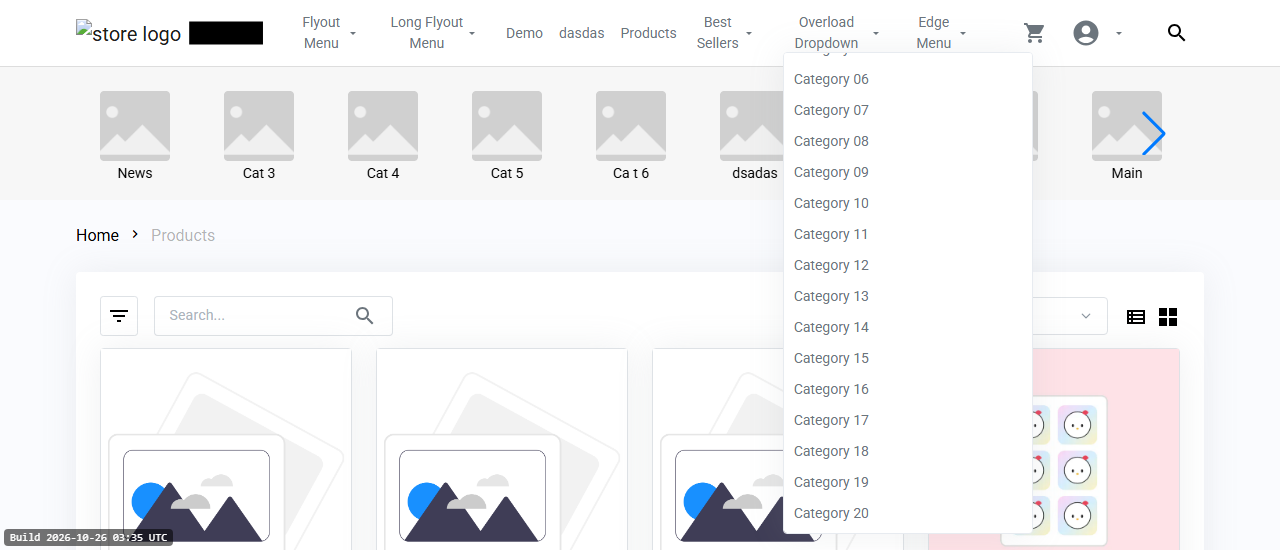 store logo
Flyout Menu
Long Flyout Menu
Demo
dasdas
Products
Best Sellers
Overload Dropdown
Edge Menu
Category 06
Category 07
Category 08
Category 09
Category 10
Category 11
Category 12
Category 13
Category 14
Category 15
Category 16
Category 17
Category 18
Category 19
Category 20
News
Cat 3
Cat 4
Cat 5
Ca t 6
dsadas
Main
Home
Products
Search...
Build 2026-10-26 03:35 UTC